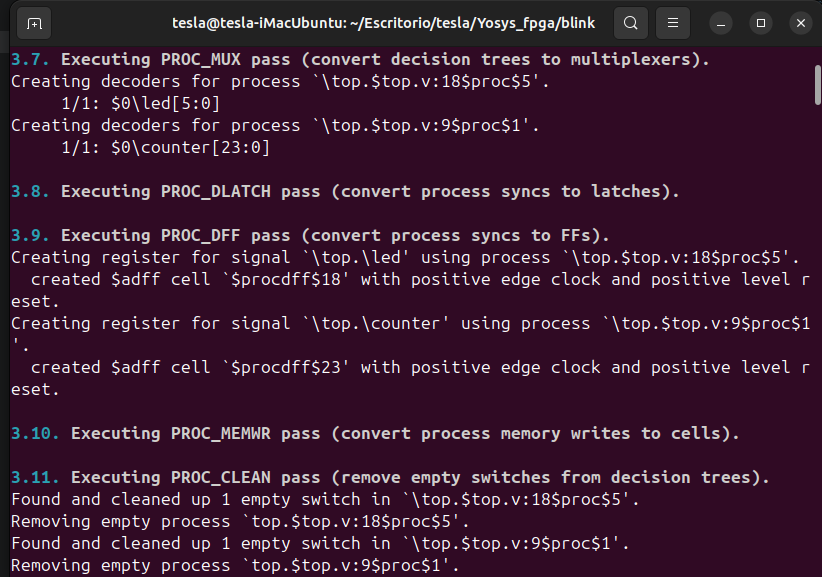 tesla@tesla-iMacUbuntu: ~/Escritorio/tesla/Yosys_fpga/blink
3.7. Executing PROC_MUX pass (convert decision trees to multiplexers).
Creating decoders for process `\top.$top.v:18$proc$5'.
     1/1: $0\led[5:0]
Creating decoders for process `\top.$top.v:9$proc$1'.
     1/1: $0\counter[23:0]
3.8. Executing PROC_DLATCH pass (convert process syncs to latches).
3.9. Executing PROC_DFF pass (convert process syncs to FFs).
Creating register for signal `\top.\led' using process `\top.$top.v:18$proc$5'.
  created $adff cell `$procdff$18' with positive edge clock and positive level r
eset.
Creating register for signal `\top.\counter' using process `\top.$top.v:9$proc$1
'.
  created $adff cell `$procdff$23' with positive edge clock and positive level r
eset.
3.10. Executing PROC_MEMWR pass (convert process memory writes to cells).
3.11. Executing PROC_CLEAN pass (remove empty switches from decision trees).
Found and cleaned up 1 empty switch in `\top.$top.v:18$proc$5'.
Removing empty process `top.$top.v:18$proc$5'.
Found and cleaned up 1 empty switch in `\top.$top.v:9$proc$1'.
Removing empty process `top.$top.v:9$proc$1'.